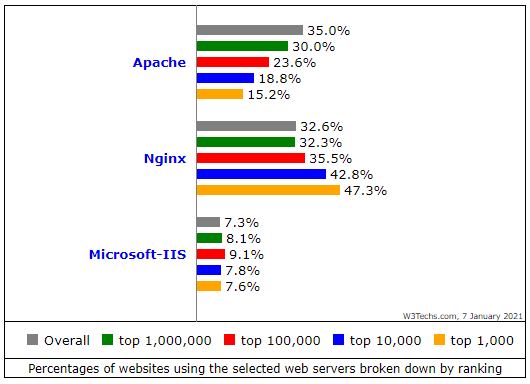 Apache
35.0%
30.0%
23.6%
18.8%
15.2%
Nginx
32.6%
32.3%
35.5%
42.8%
47.3%
Microsoft-IIS
7.3%
8.1%
9.1%
7.8%
7.6%
W3Techs.com, 7 January 2021
Overall top 1,000,000 top 100,000 top 10,000 top 1,000
Percentages of websites using the selected web servers broken down by ranking